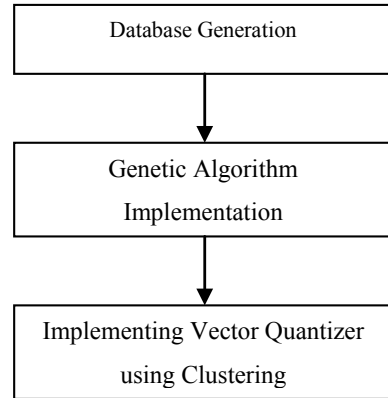 Database Generation
Genetic Algorithm
Implementation
Implementing Vector Quantizer
using Clustering